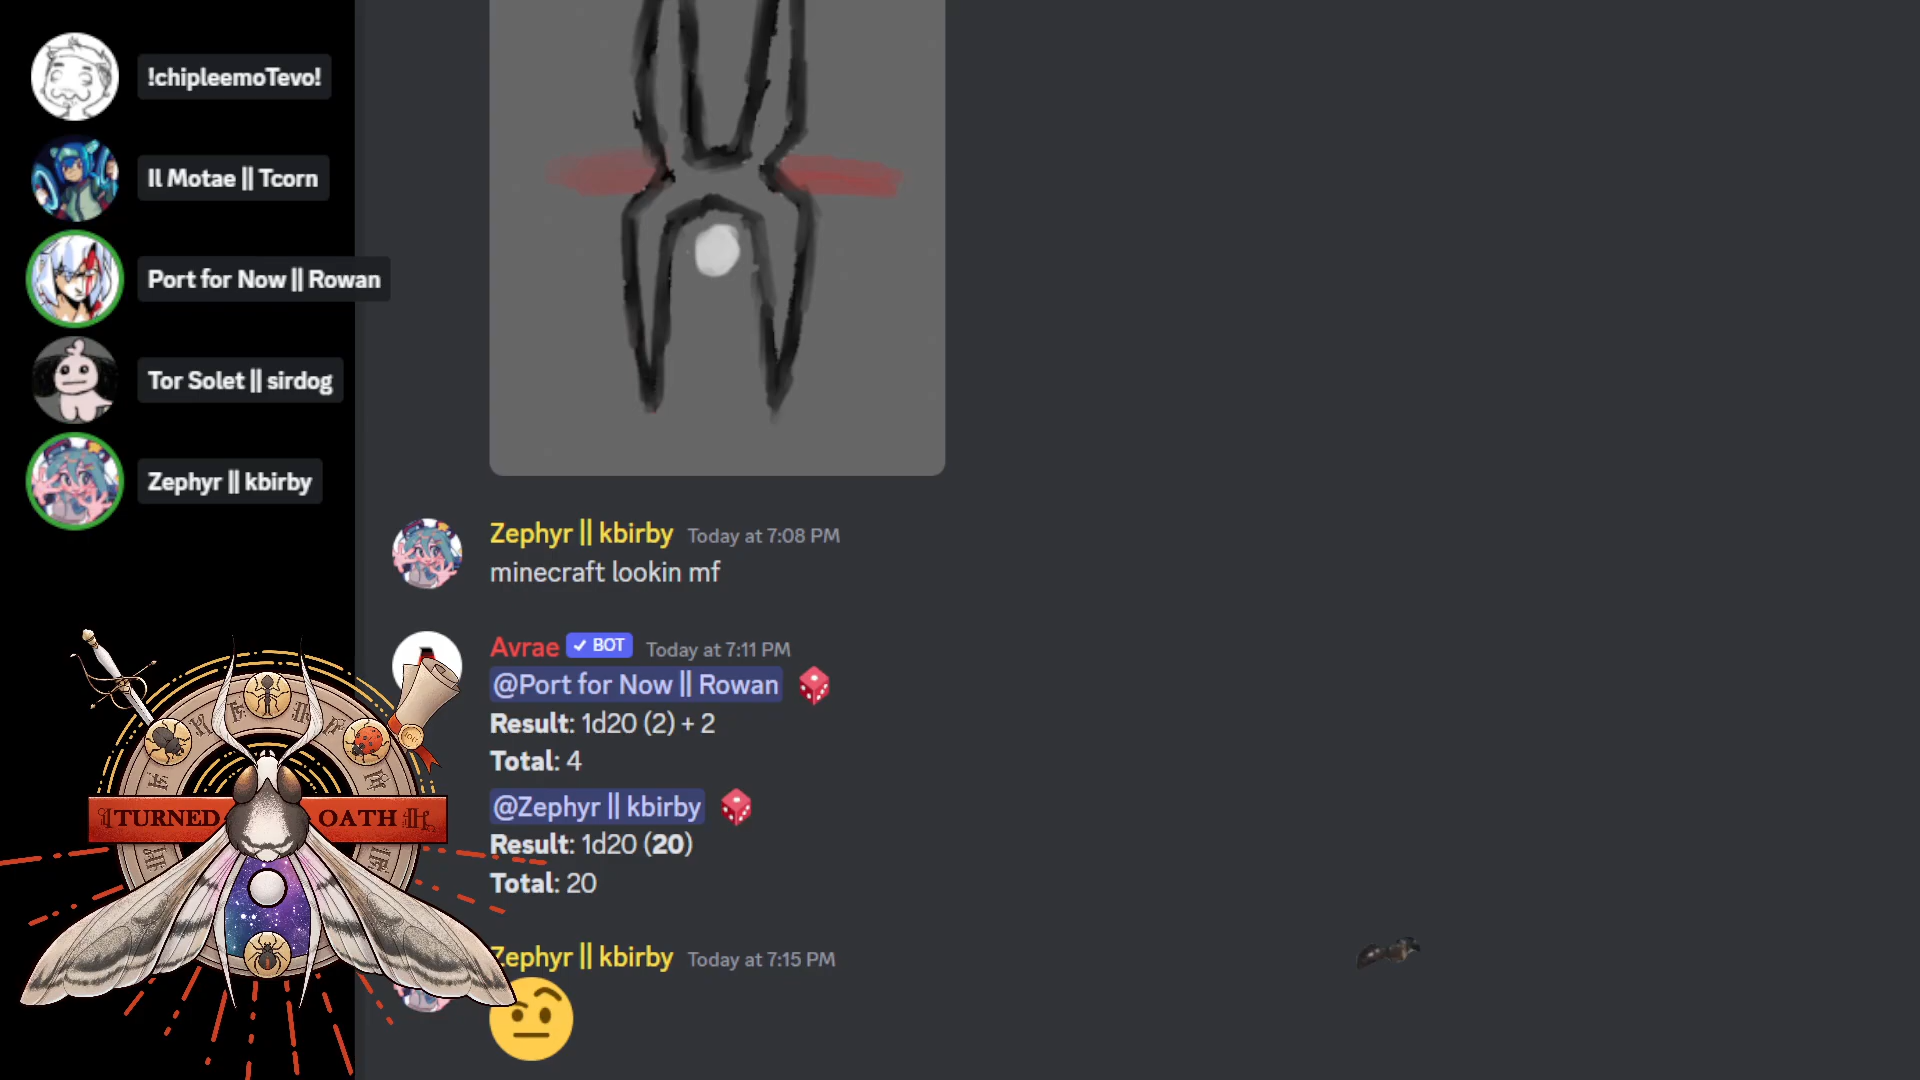 !chipleemoTevo!
Il Motae || Tcorn
Port for Now || Rowan
Tor Solet || sirdog
Zephyr || kbirby
Zephyr || kbirby Today at 7:08 PM
minecraft lookin mf
Avrae ✓ BOT Today at 7:11 PM
@Port for Now || Rowan
Result: 1d20 (2) + 2
Total: 4
@Zephyr || kbirby
Result: 1d20 (20)
Total: 20
Zephyr || kbirby Today at 7:15 PM
TURNED OATH